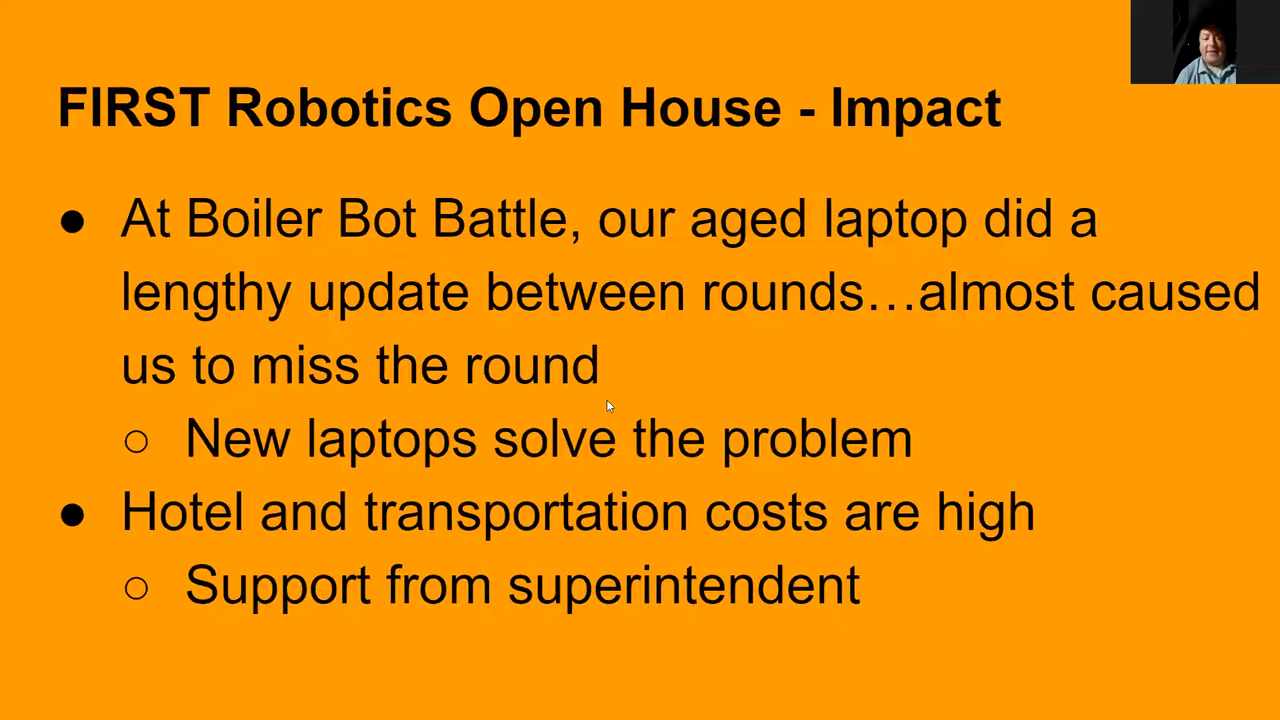 FIRST Robotics Open House - Impact
● At Boiler Bot Battle, our aged laptop did a
lengthy update between rounds…almost caused
us to miss the round
○ New laptops solve the problem
● Hotel and transportation costs are high
○ Support from superintendent